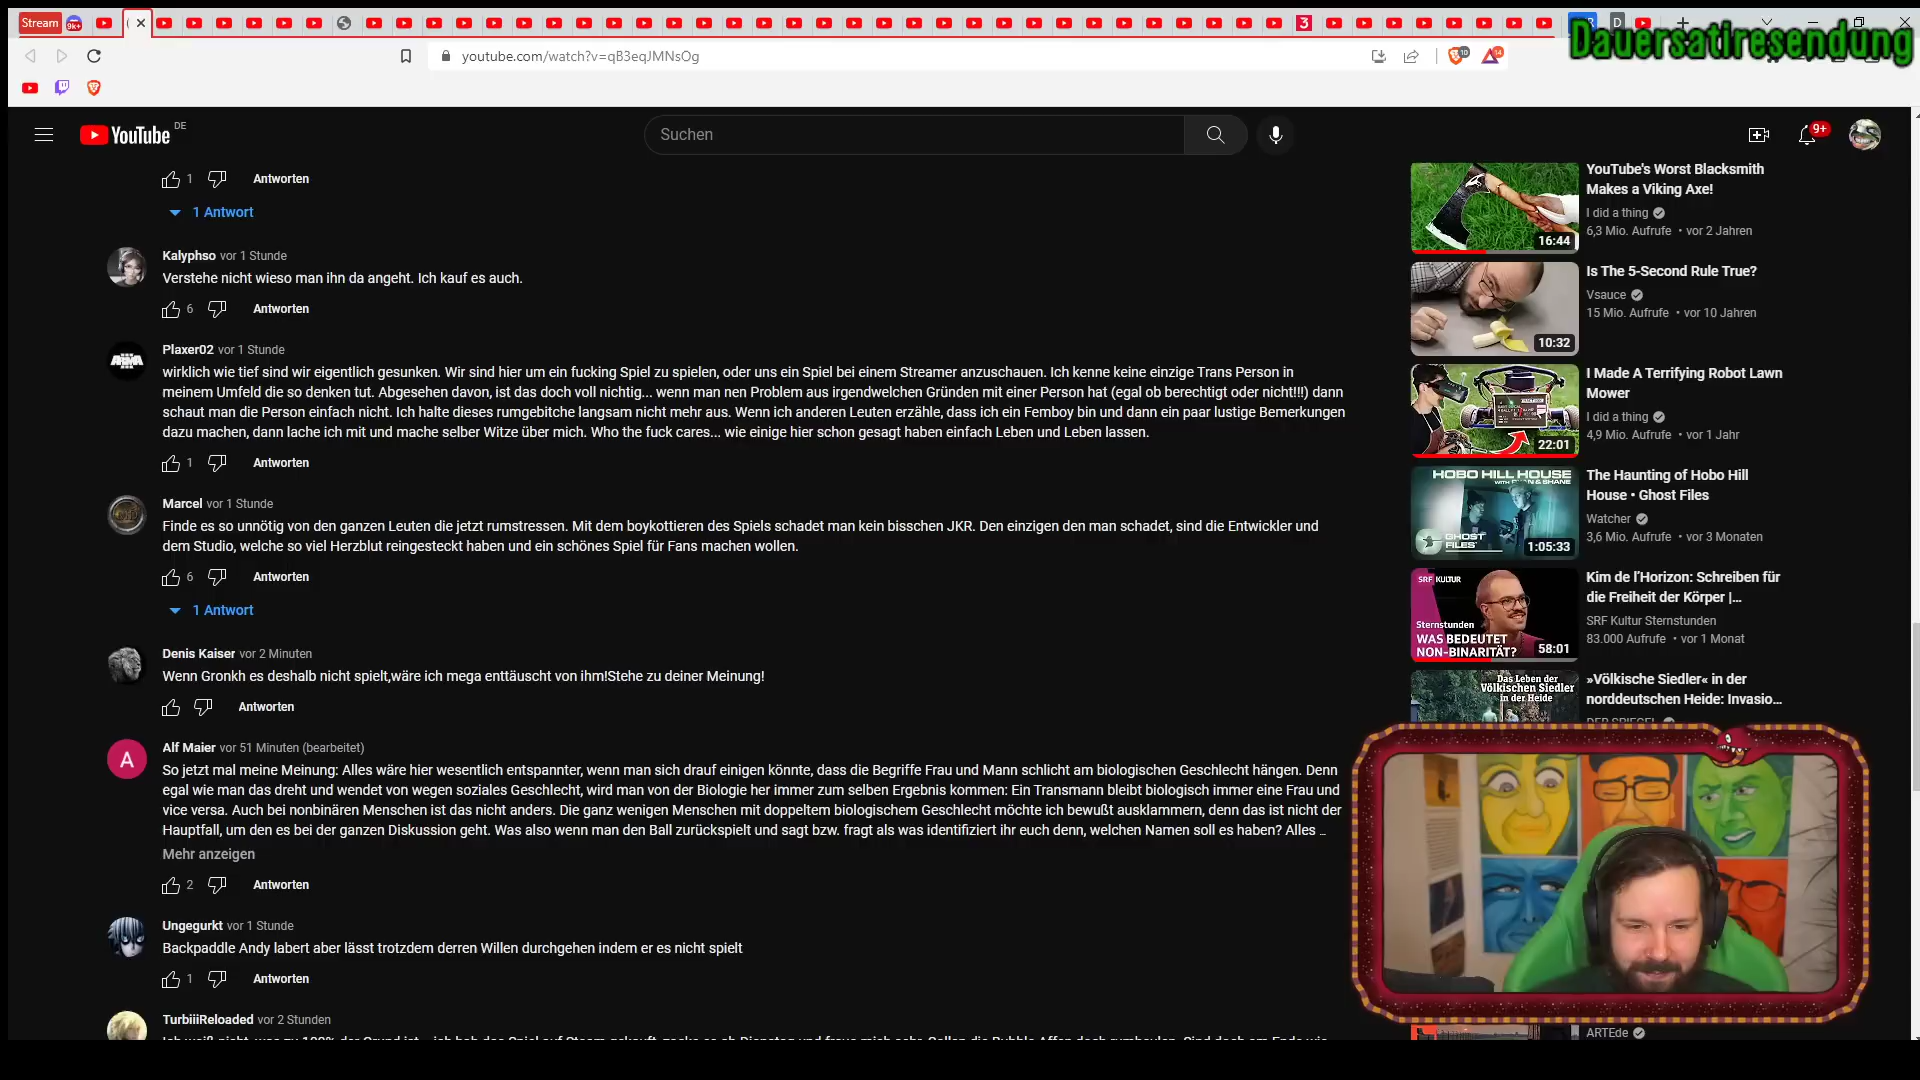 Stream
9k+
3
D
Dauersatiresendung
youtube.com/watch?v=qB3eqJMNsOg
10
14
YouTube DE
Suchen
9+
1 Antworten
1 Antwort
Kalyphso vor 1 Stunde
Verstehe nicht wieso man ihn da angeht. Ich kauf es auch.
6 Antworten
Plaxer02 vor 1 Stunde
wirklich wie tief sind wir eigentlich gesunken. Wir sind hier um ein fucking Spiel zu spielen, oder uns ein Spiel bei einem Streamer anzuschauen. Ich kenne keine einzige Trans Person in
meinem Umfeld die so denken tut. Abgesehen davon, ist das doch voll nichtig... wenn man nen Problem aus irgendwelchen Gründen mit einer Person hat (egal ob berechtigt oder nicht!!!) dann
schaut man die Person einfach nicht. Ich halte dieses rumgebitche langsam nicht mehr aus. Wenn ich anderen Leuten erzähle, dass ich ein Femboy bin und dann ein paar lustige Bemerkungen
dazu machen, dann lache ich mit und mache selber Witze über mich. Who the fuck cares... wie einige hier schon gesagt haben einfach Leben und Leben lassen.
1 Antworten
ARMA
Marcel vor 1 Stunde
Finde es so unnötig von den ganzen Leuten die jetzt rumstressen. Mit dem boykottieren des Spiels schadet man kein bisschen JKR. Den einzigen den man schadet, sind die Entwickler und
dem Studio, welche so viel Herzblut reingesteckt haben und ein schönes Spiel für Fans machen wollen.
6 Antworten
1 Antwort
Denis Kaiser vor 2 Minuten
Wenn Gronkh es deshalb nicht spielt,wäre ich mega enttäuscht von ihm!Stehe zu deiner Meinung!
Antworten
A
Alf Maier vor 51 Minuten (bearbeitet)
So jetzt mal meine Meinung: Alles wäre hier wesentlich entspannter, wenn man sich drauf einigen könnte, dass die Begriffe Frau und Mann schlicht am biologischen Geschlecht hängen. Denn
egal wie man das dreht und wendet von wegen soziales Geschlecht, wird man von der Biologie her immer zum selben Ergebnis kommen: Ein Transmann bleibt biologisch immer eine Frau und
vice versa. Auch bei nonbinären Menschen ist das nicht anders. Die ganz wenigen Menschen mit doppeltem biologischem Geschlecht möchte ich bewußt ausklammern, denn das ist nicht der
Hauptfall, um den es bei der ganzen Diskussion geht. Was also wenn man den Ball zurückspielt und sagt bzw. fragt als was identifiziert ihr euch denn, welchen Namen soll es haben? Alles ...
Mehr anzeigen
2 Antworten
Ungegurkt vor 1 Stunde
Backpaddle Andy labert aber lässt trotzdem derren Willen durchgehen indem er es nicht spielt
1 Antworten
TurbiiiReloaded vor 2 Stunden
YouTube's Worst Blacksmith
Makes a Viking Axe!
I did a thing
6,3 Mio. Aufrufe • vor 2 Jahren
16:44
Is The 5-Second Rule True?
Vsauce
15 Mio. Aufrufe • vor 10 Jahren
10:32
I Made A Terrifying Robot Lawn
Mower
I did a thing
4,9 Mio. Aufrufe • vor 1 Jahr
22:01
HOBO HILL HOUSE
GHOST
FILES
1:05:33
The Haunting of Hobo Hill
House • Ghost Files
Watcher
3,6 Mio. Aufrufe • vor 3 Monaten
SRF KULTUR
Sternstunden
WAS BEDEUTET
NON-BINARITÄT?
58:01
Kim de l'Horizon: Schreiben für
die Freiheit der Körper |...
SRF Kultur Sternstunden
83.000 Aufrufe • vor 1 Monat
Das Leben der
Völkischen Siedler
in der Heide
»Völkische Siedler« in der
norddeutschen Heide: Invasio...
DER SPIEGEL
ARTEde